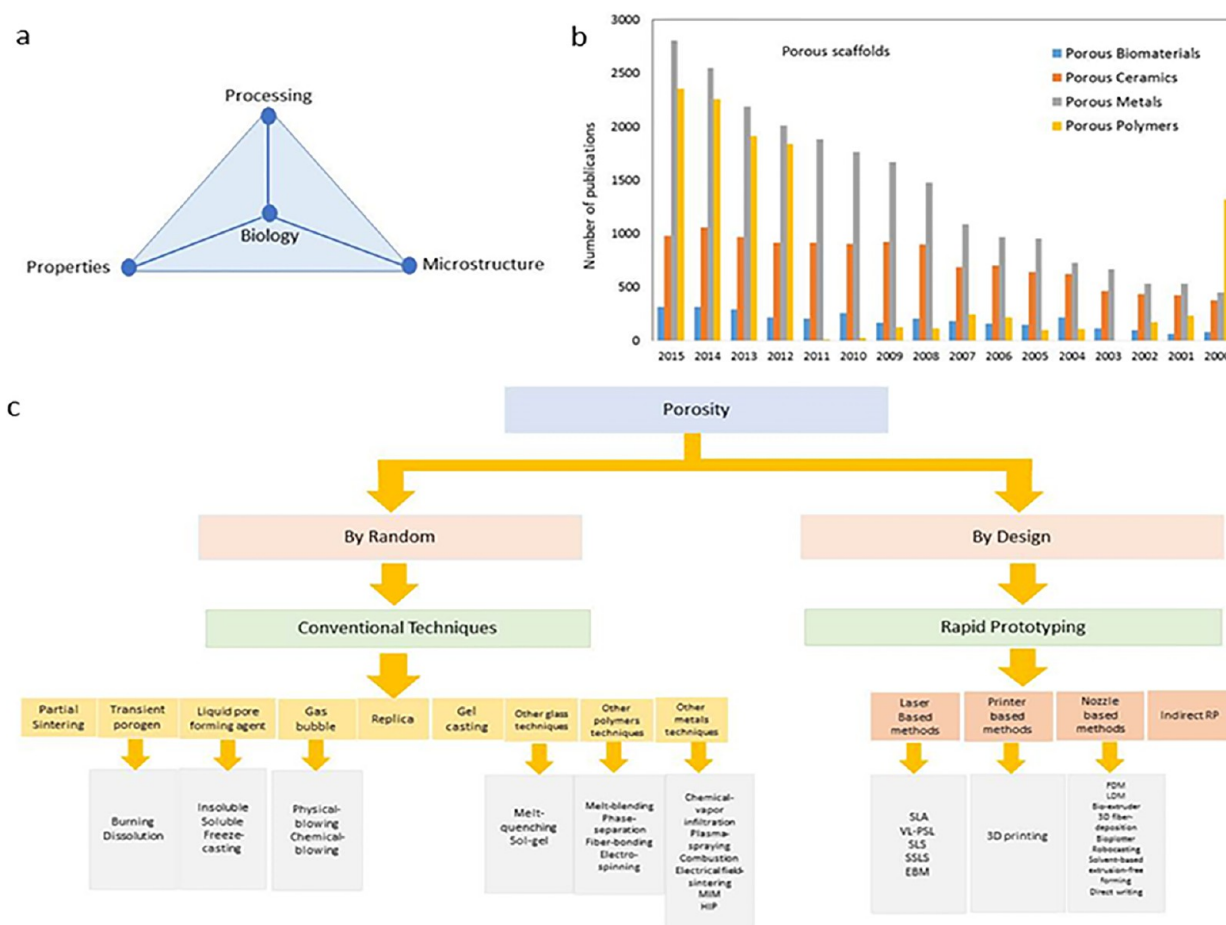 a
Processing
Biology
Properties
Microstructure
b
Porous scaffolds
Porous Biomaterials
Porous Ceramics
Porous Metals
Porous Polymers
Number of publications
3000
2500
2000
1500
1000
500
0
2015 2014 2013 2012 2011 2010 2009 2008 2007 2006 2005 2004 2003 2002 2001 2000
c
Porosity
By Random
By Design
Conventional Techniques
Rapid Prototyping
Partial
Sintering
Transient
porogen
Liquid pore
forming agent
Gas
bubble
Replica
Gel
casting
Other glass
techniques
Other
polymers
techniques
Other
metals
techniques
Laser
Based
methods
Printer
based
methods
Nozzle
based
methods
Indirect RP
Burning
Dissolution
Insoluble
Soluble
Freeze-
casting
Physical-
blowing
Chemical-
blowing
Melt-
quenching
Sol-gel
Melt-blending
Phase-
separation
Fiber-bonding
Electro-
spinning
Chemical-
vapor
infiltration
Plasma-
spraying
Combustion
Electrical field-
sintering
MIM
HIP
SLA
VL-PSL
SLS
SSLS
EBM
3D printing
FDM
LDM
Bio-extruder
3D fiber-
deposition
Bioplotter
Robocasting
Solvent-based
extrusion-free
forming
Direct writing